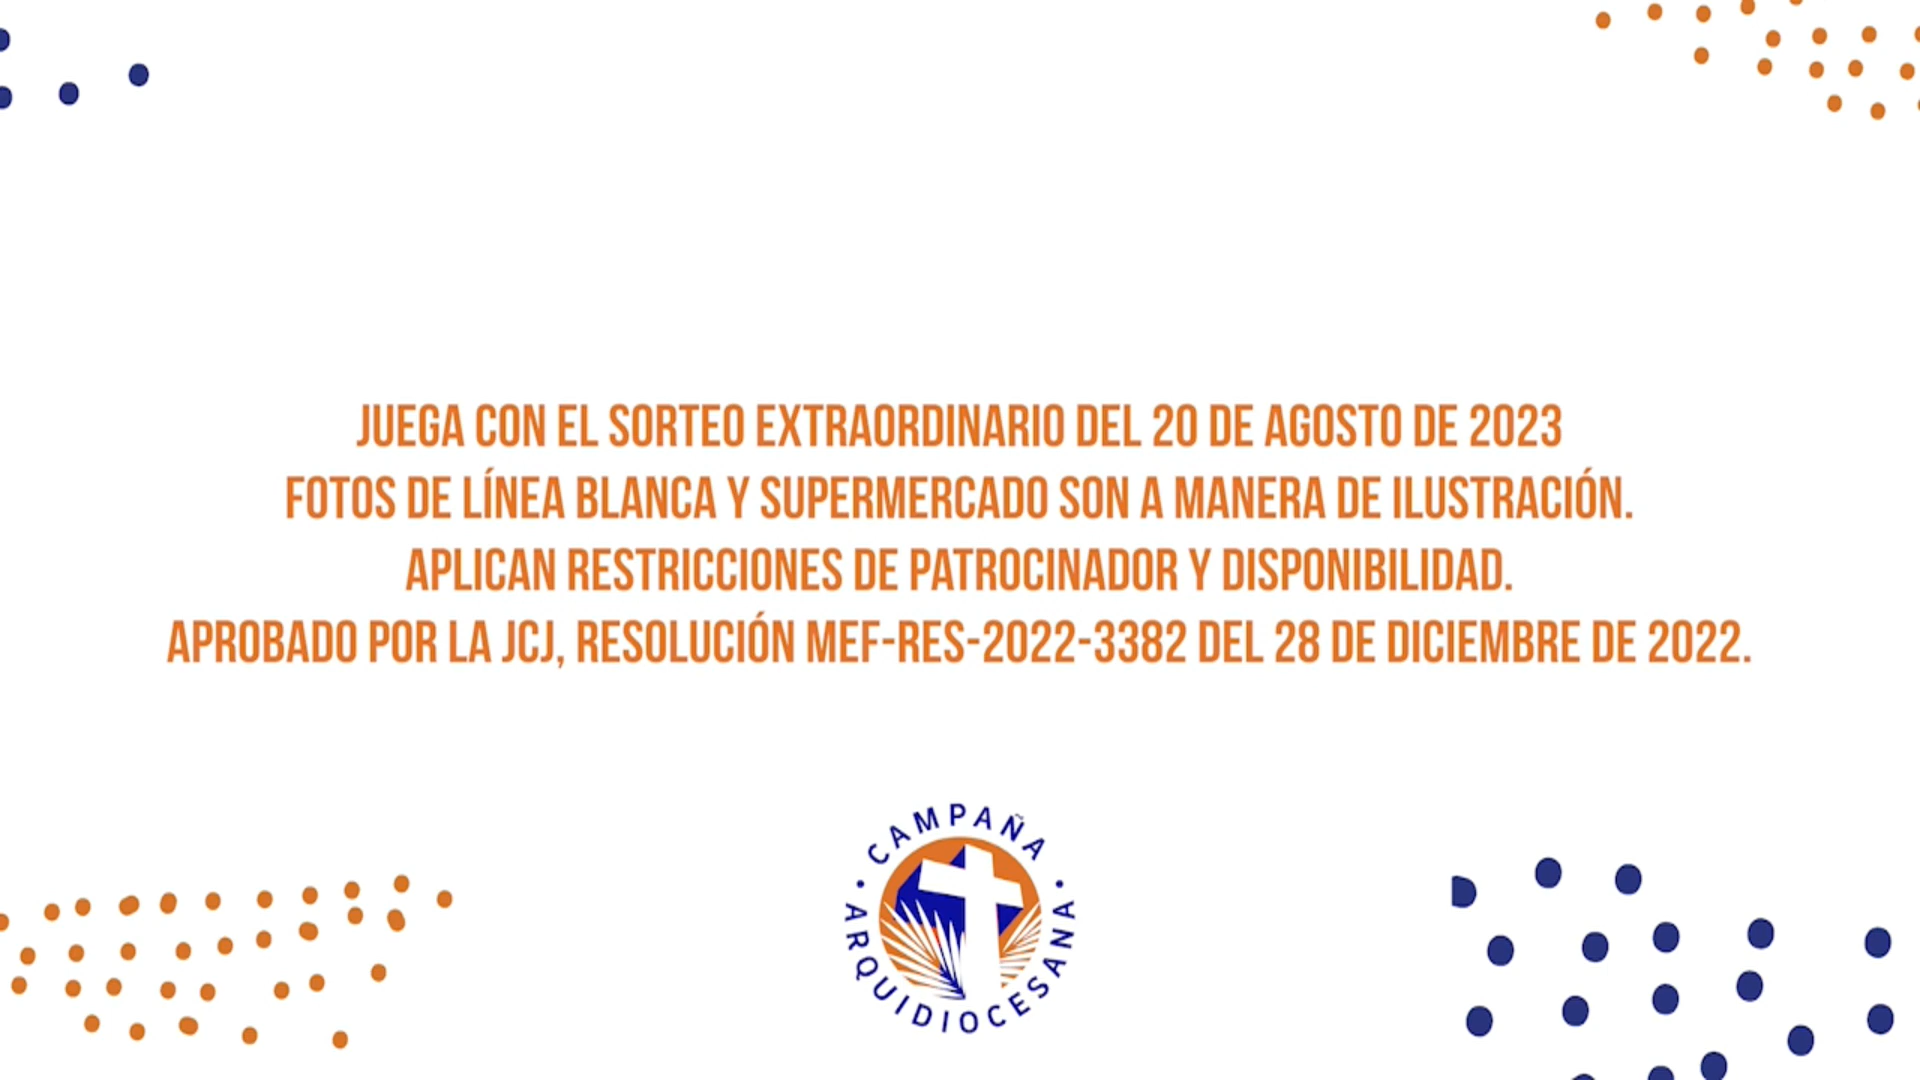 JUEGA CON EL SORTEO EXTRAORDINARIO DEL 20 DE AGOSTO DE 2023
FOTOS DE LÍNEA BLANCA Y SUPERMERCADO SON A MANERA DE ILUSTRACIÓN.
APLICAN RESTRICCIONES DE PATROCINADOR Y DISPONIBILIDAD.
APROBADO POR LA JCJ, RESOLUCIÓN MEF-RES-2022-3382 DEL 28 DE DICIEMBRE DE 2022.
CAMPAÑA
ARQUIDIOCESANA